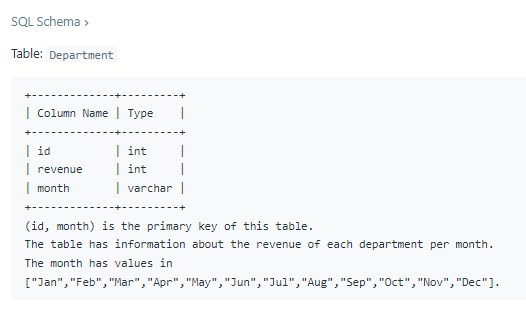 SQL Schema >
Table: Department
+-------------+---------+
| Column Name | Type    |
+-------------+---------+
| id          | int     |
| revenue     | int     |
| month       | varchar |
+-------------+---------+
(id, month) is the primary key of this table.
The table has information about the revenue of each department per month.
The month has values in
["Jan","Feb","Mar","Apr","May","Jun","Jul","Aug","Sep","Oct","Nov","Dec"].